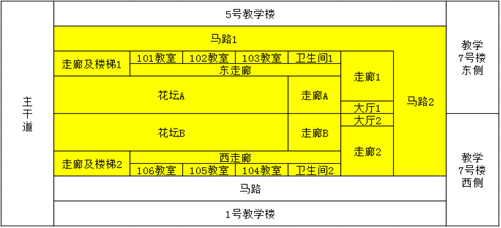 5号教学楼
马路1
走廊及楼梯1 101教室 102教室 103教室 卫生间1
东走廊
走廊1
教学
7号楼
东侧
主干道
花坛A 走廊A
马路2
大厅1
花坛B 走廊B
大厅2
西走廊
走廊及楼梯2 106教室 105教室 104教室 卫生间2
走廊2
教学
7号楼
西侧
马路
1号教学楼